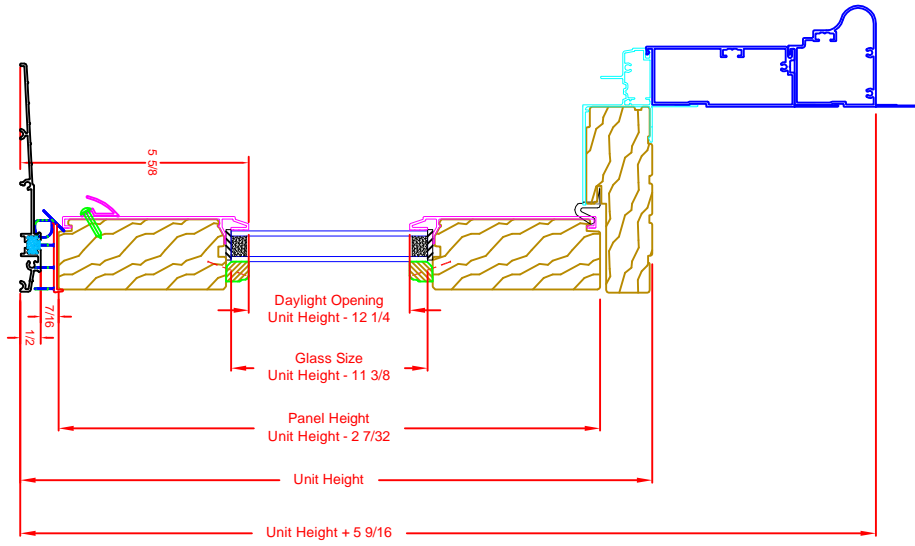 5 5/8
7/16
1/2
Daylight Opening
Unit Height - 12 1/4
Glass Size
Unit Height - 11 3/8
Panel Height
Unit Height - 2 7/32
Unit Height
Unit Height + 5 9/16